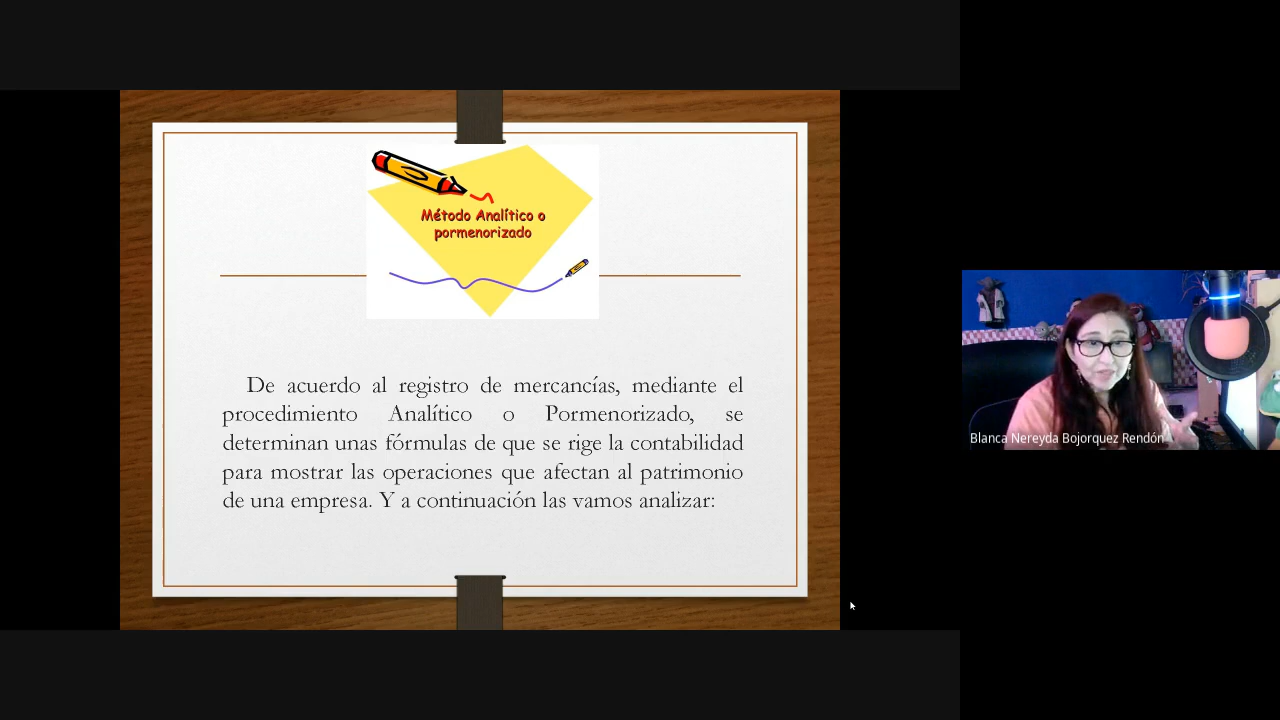 Método Analítico o
pormenorizado
De acuerdo al registro de mercancías, mediante el
procedimiento Analítico o Pormenorizado, se
determinan unas fórmulas de que se rige la contabilidad
para mostrar las operaciones que afectan al patrimonio
de una empresa. Y a continuación las vamos analizar:
Blanca Nereyda Bojorquez Rendón